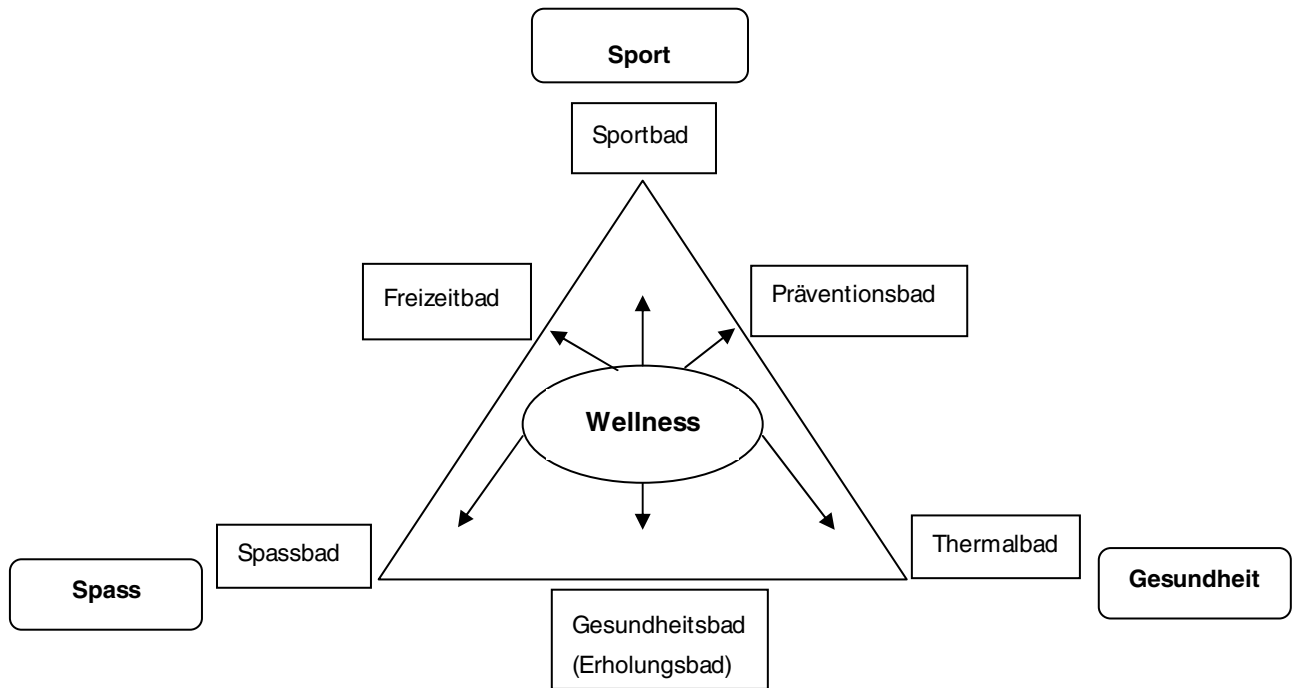 Sport
Sportbad
Freizeitbad
Präventionsbad
Wellness
Spassbad
Thermalbad
Spass
Gesundheit
Gesundheitsbad
(Erholungsbad)